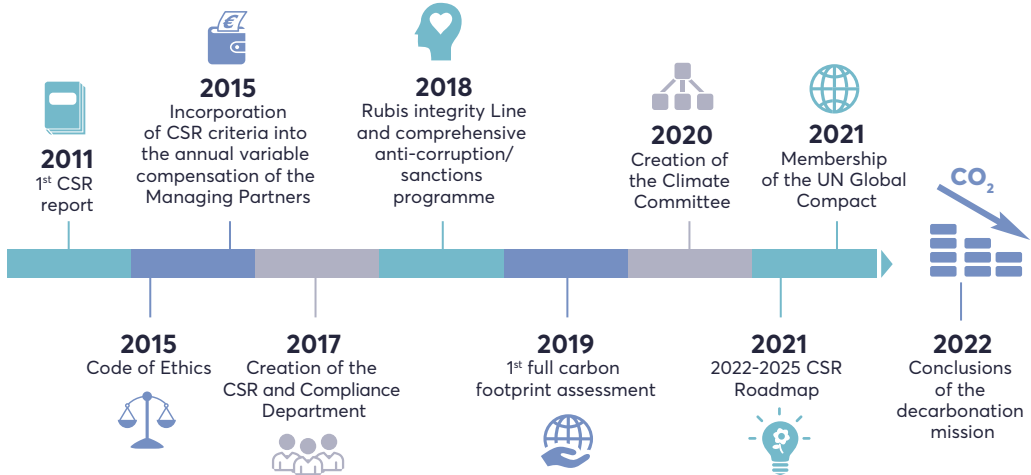 2011
1st CSR
report
2015
Incorporation
of CSR criteria into
the annual variable
compensation of the
Managing Partners
2018
Rubis integrity Line
and comprehensive
anti-corruption/
sanctions
programme
2020
Creation of
the Climate
Committee
2021
Membership
of the UN Global
Compact
CO2
2015
Code of Ethics
2017
Creation of the
CSR and Compliance
Department
2019
1st full carbon
footprint assessment
2021
2022-2025 CSR
Roadmap
2022
Conclusions
of the
decarbonation
mission
€